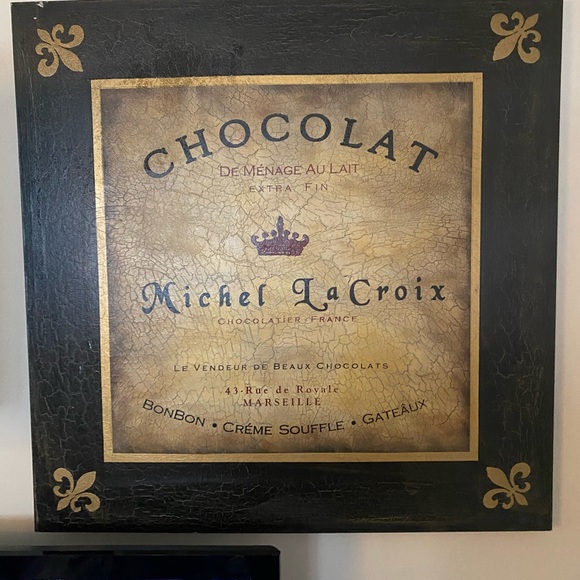 CHOCOLAT
DE MÉNAGE AU LAIT
EXTRA FIN
Michel LaCroix
CHOCOLATIER·FRANCE
LE VENDEUR DE BEAUX CHOCOLATS
43-Rue de Royale
MARSEILLE
BONBON • CRÉME SOUFFLE • GATEÂUX